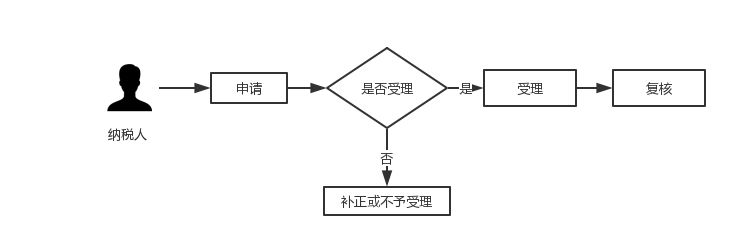 纳税人
申请
是否受理
是
受理
复核
否
补正或不予受理